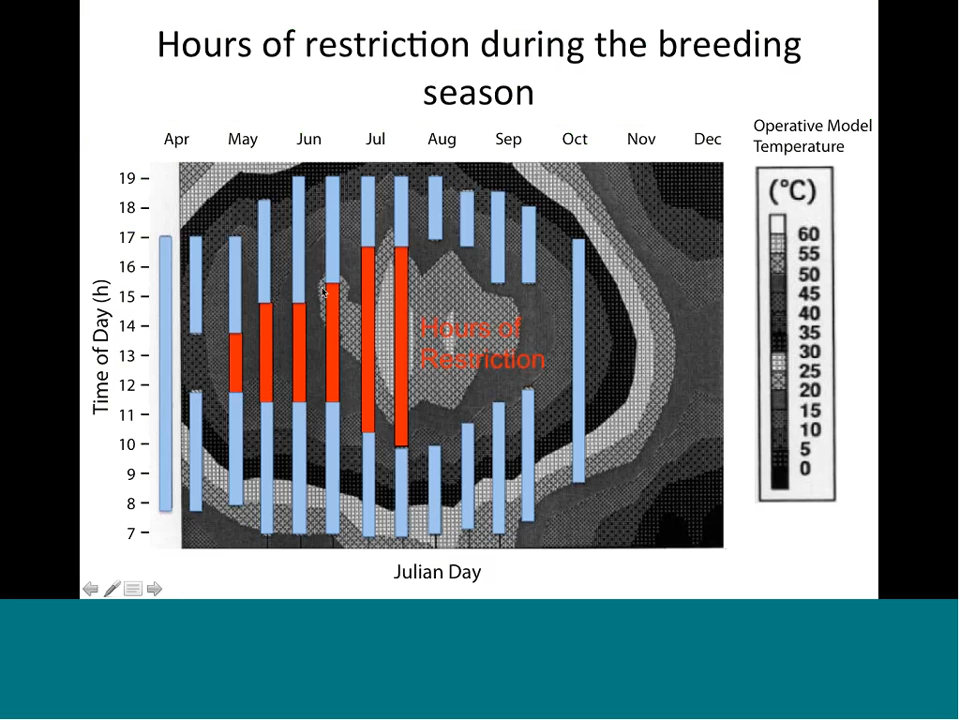 Hours of restriction during the breeding
season
Apr May Jun Jul Aug Sep Oct Nov Dec
Operative Model
Temperature
(°C)
60
55
50
45
40
35
30
25
20
15
10
5
0
19
18
17
16
15
14
13
12
11
10
9
8
7
Time of Day (h)
Hours of
Restriction
Julian Day